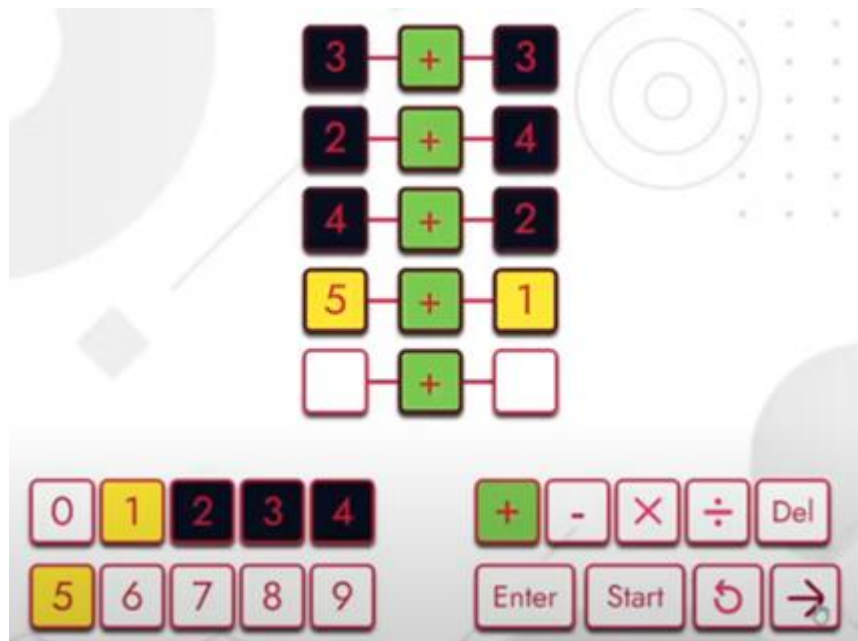 3 + 3
2 + 4
4 + 2
5 + 1
+
0 1 2 3 4 + - × ÷ Del
5 6 7 8 9 Enter Start ↺ →